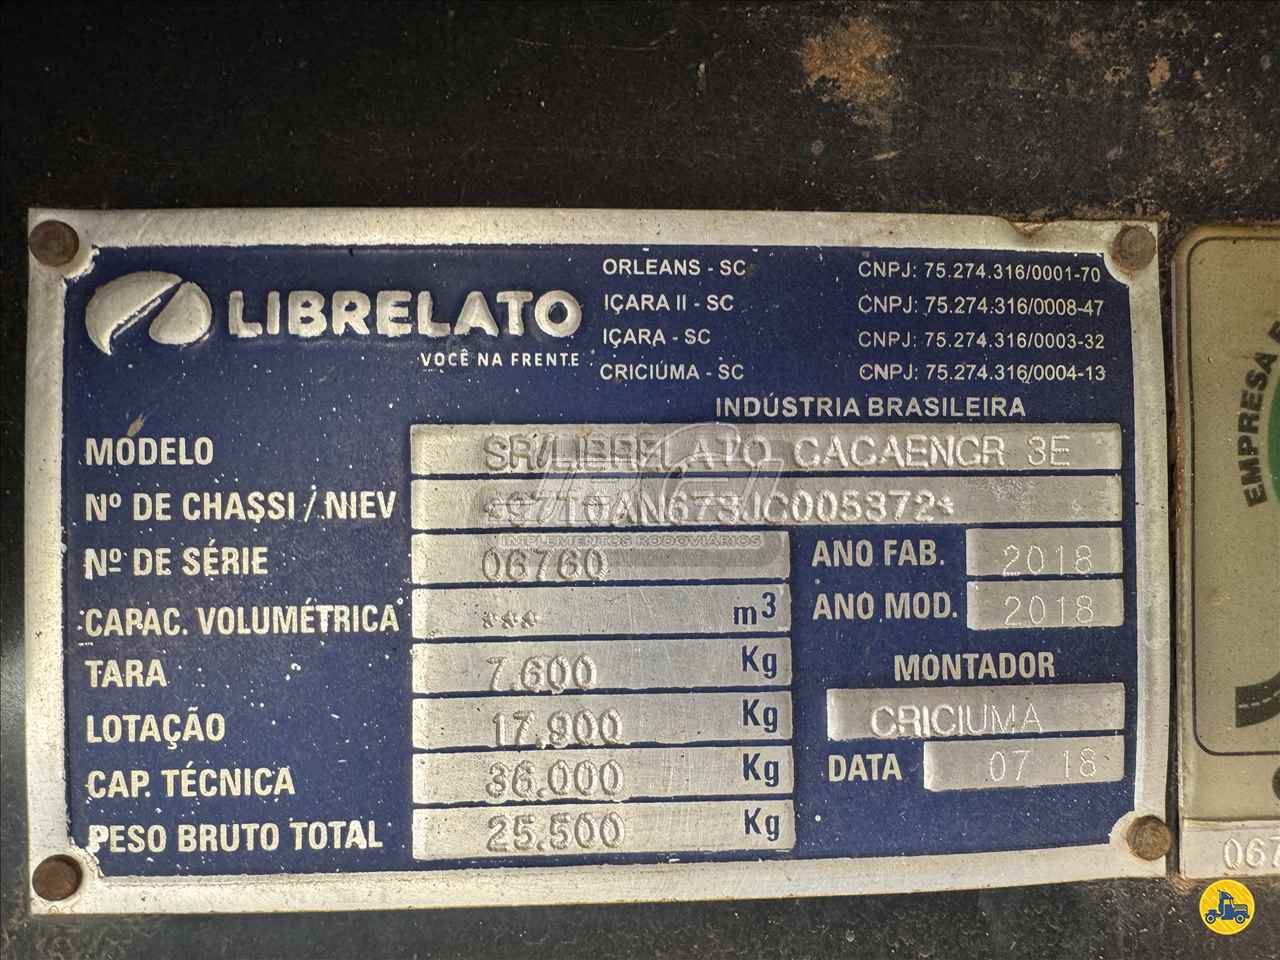 LIBRELATO
VOCÊ NA FRENTE
ORLEANS - SC CNPJ: 75.274.316/0001-70
IÇARA II - SC CNPJ: 75.274.316/0008-47
IÇARA - SC CNPJ: 75.274.316/0003-32
CRICIÚMA - SC CNPJ: 75.274.316/0004-13
INDÚSTRIA BRASILEIRA
MODELO SR/LIBRELATO CACAENCR 3E
Nº DE CHASSI / NIEV
Nº DE SÉRIE 06760 ANO FAB. 2018
CAPAC. VOLUMÉTRICA *** m3 ANO MOD. 2018
TARA 7.600 Kg
MONTADOR
LOTAÇÃO 17.900 Kg CRICIUMA
CAP. TÉCNICA 36.000 Kg DATA 07 18
PESO BRUTO TOTAL 25.500 Kg
IMPLEMENTOS RODOVIÁRIOS
EMPRESA
067